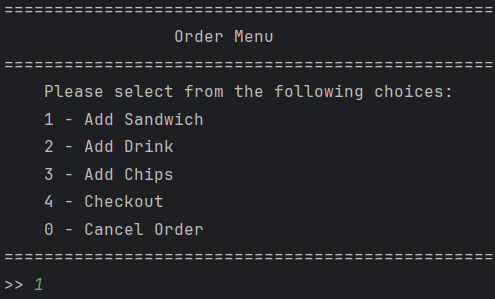 =================================================
Order Menu
=================================================
Please select from the following choices:
1 - Add Sandwich
2 - Add Drink
3 - Add Chips
4 - Checkout
0 - Cancel Order
=================================================
>> 1